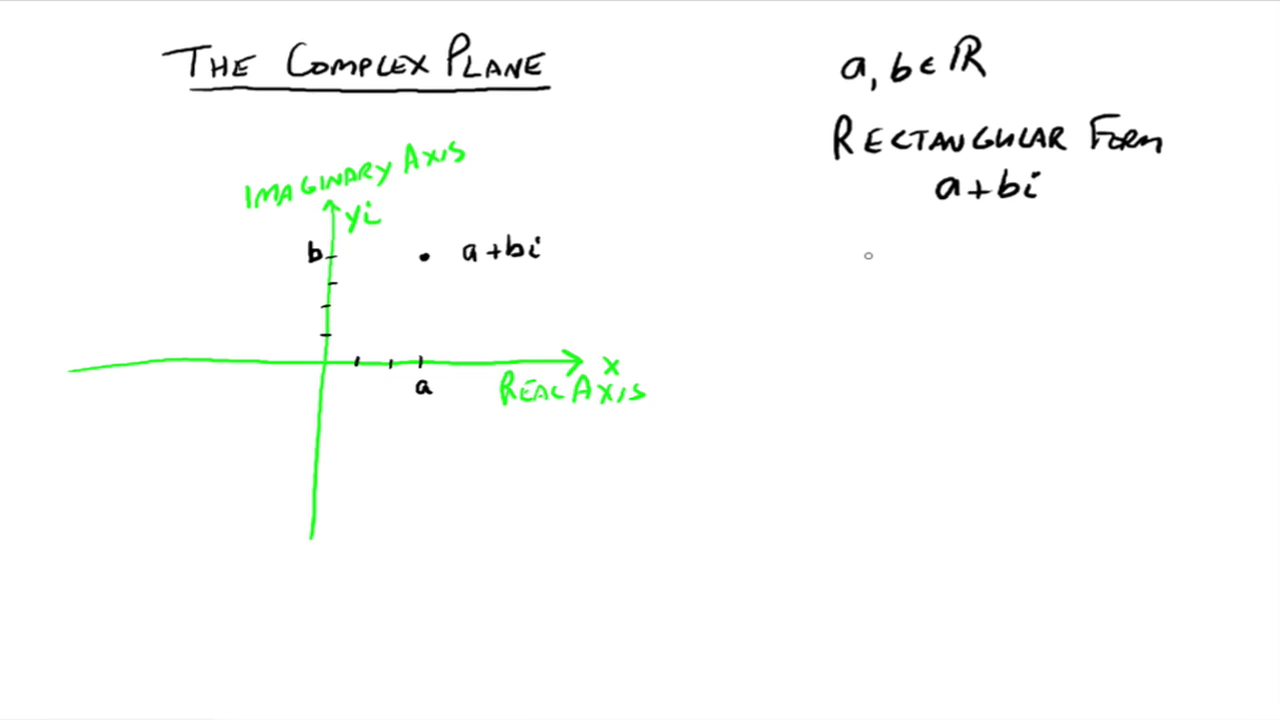 THE COMPLEX PLANE
a, b ∈ ℝ
RECTANGULAR FORM
a+bi
IMAGINARY AXIS
yi
b
a+bi
x
a
REAL AXIS